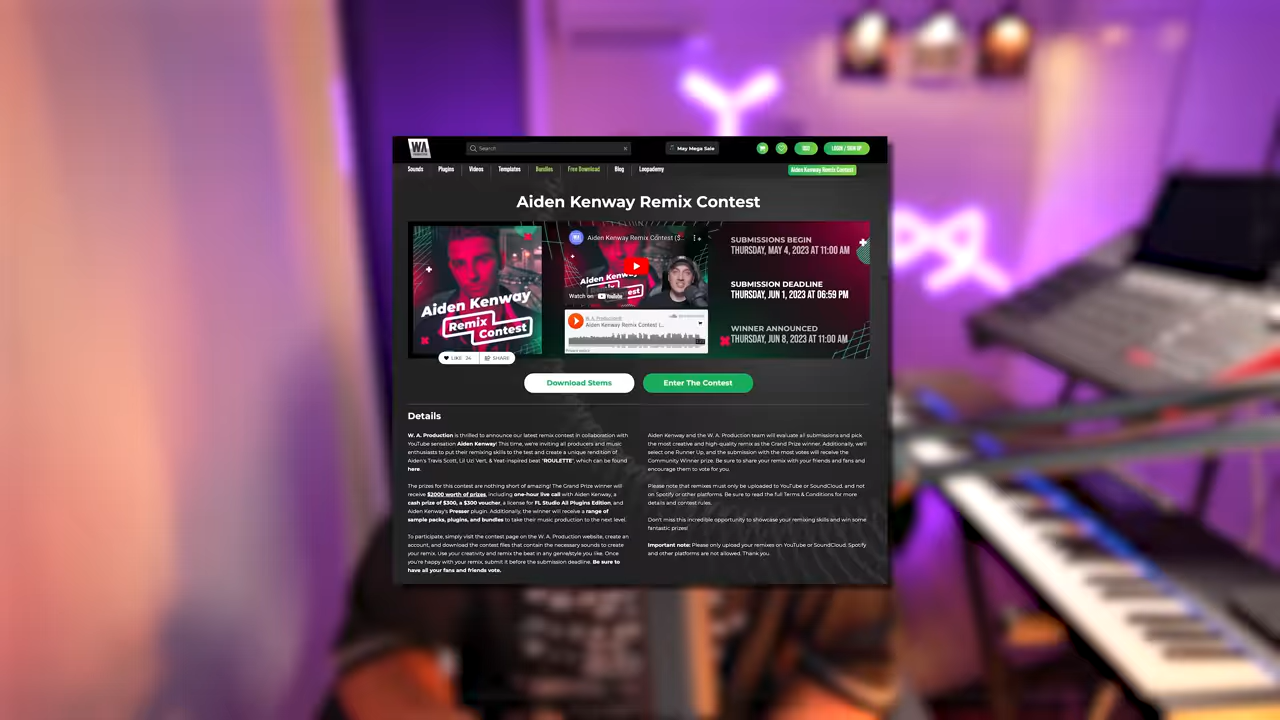 WA
Search
May Mega Sale
LOGIN / SIGN UP
Sounds Plugins Videos Templates Bundles Free Download Blog Loopademy
Aiden Kenway Remix Contest
Aiden Kenway Remix Contest
Aiden Kenway
Remix
Contest
LIKE 24 SHARE
Aiden Kenway Remix Contest ($...
Watch on YouTube
W. A. Production
Aiden Kenway Remix Contest (...
SUBMISSIONS BEGIN
THURSDAY, MAY 4, 2023 AT 11:00 AM
SUBMISSION DEADLINE
THURSDAY, JUN 1, 2023 AT 06:59 PM
WINNER ANNOUNCED
THURSDAY, JUN 8, 2023 AT 11:00 AM
Download Stems
Enter The Contest
Details
W. A. Production is thrilled to announce our latest remix contest in collaboration with
YouTube sensation Aiden Kenway! This time, we're inviting all producers and music
enthusiasts to put their remixing skills to the test and create a unique rendition of
Aiden's Travis Scott, Lil Uzi Vert, & Yeat-inspired beat "ROULETTE", which can be found
here.
The prizes for this contest are nothing short of amazing! The Grand Prize winner will
receive $2000 worth of prizes, including one-hour live call with Aiden Kenway, a
cash prize of $300, a $300 voucher, a license for FL Studio All Plugins Edition, and
Aiden Kenway's Presser plugin. Additionally, the winner will receive a range of
sample packs, plugins, and bundles to take their music production to the next level.
To participate, simply visit the contest page on the W. A. Production website, create an
account, and download the contest files that contain the necessary sounds to create
your remix. Use your creativity and remix the beat in any genre/style you like. Once
you're happy with your remix, submit it before the submission deadline. Be sure to
have all your fans and friends vote.
Aiden Kenway and the W. A. Production team will evaluate all submissions and pick
the most creative and high-quality remix as the Grand Prize winner. Additionally, we'll
select one Runner Up, and the submission with the most votes will receive the
Community Winner prize. Be sure to share your remix with your friends and fans and
encourage them to vote for you.
Please note that remixes must only be uploaded to YouTube or SoundCloud, and not
on Spotify or other platforms. Be sure to read the full Terms & Conditions for more
details and contest rules.
Don't miss this incredible opportunity to showcase your remixing skills and win some
fantastic prizes!
Important note: Please only upload your remixes on YouTube or SoundCloud. Spotify
and other platforms are not allowed. Thank you.